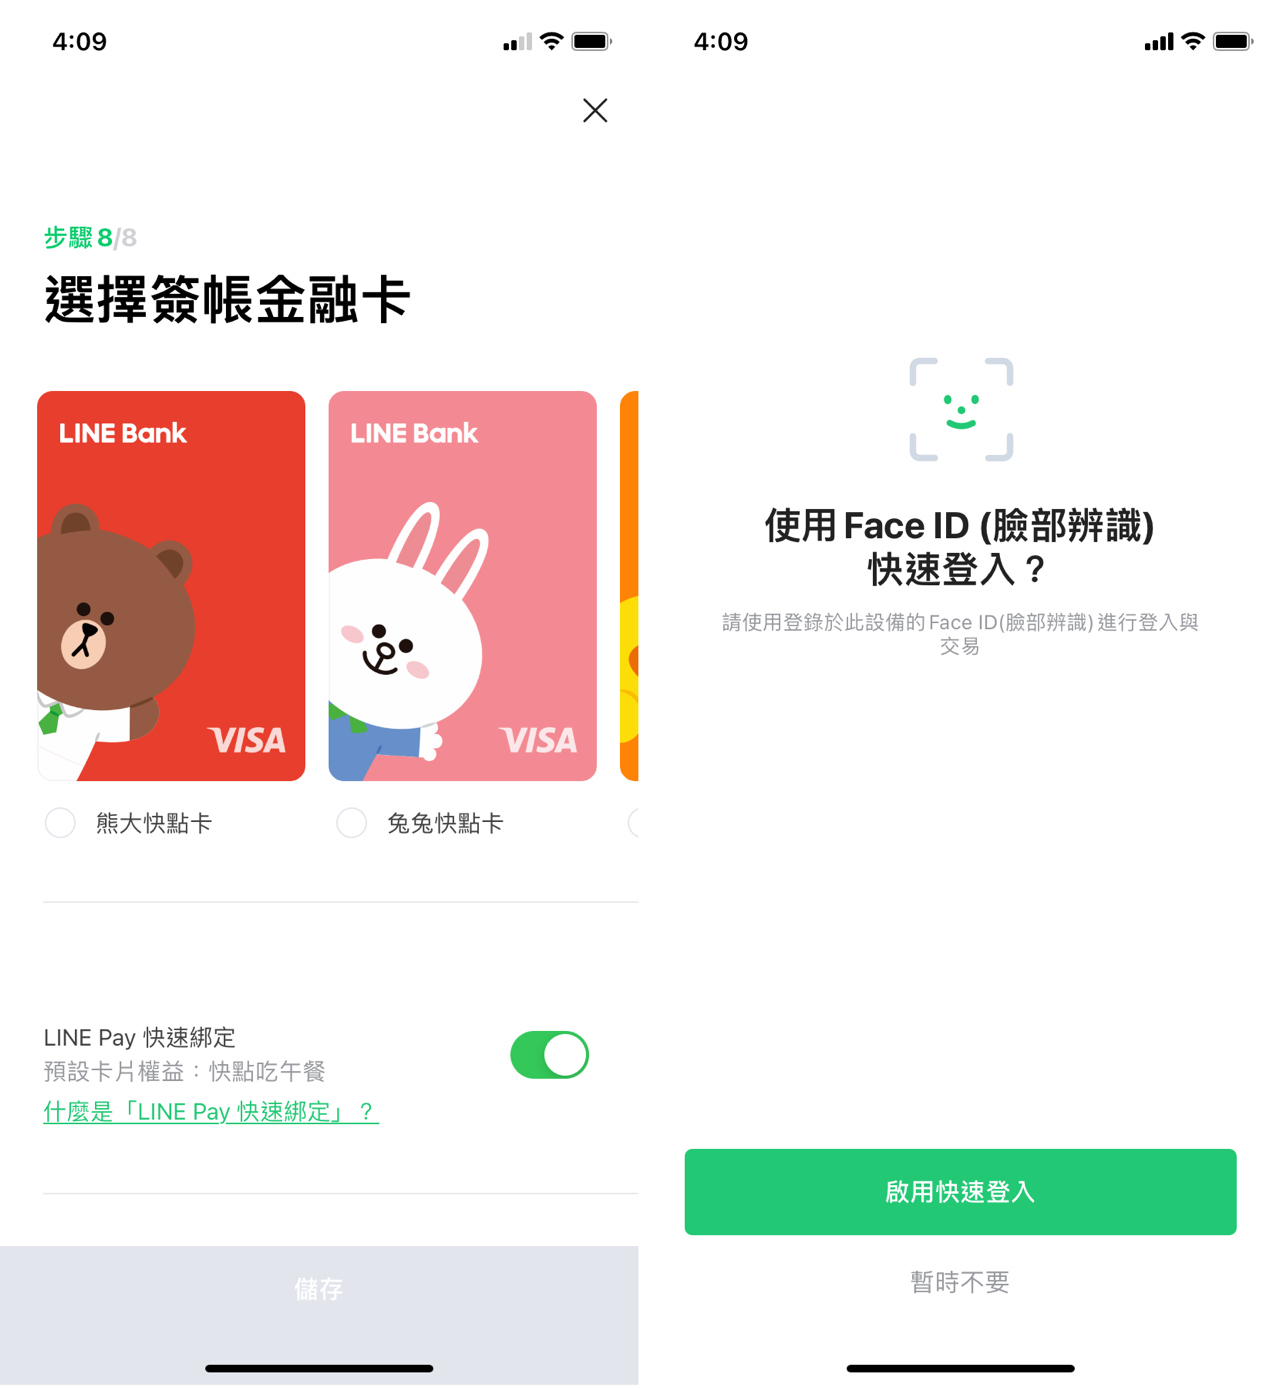 4:09
步驟 8/8
選擇簽帳金融卡
LINE Bank
VISA
LINE Bank
VISA
熊大快點卡
兔兔快點卡
LINE Pay 快速綁定
預設卡片權益：快點吃午餐
什麼是「LINE Pay 快速綁定」？
儲存
4:09
使用 Face ID (臉部辨識)
快速登入？
請使用登錄於此設備的 Face ID(臉部辨識) 進行登入與
交易
啟用快速登入
暫時不要